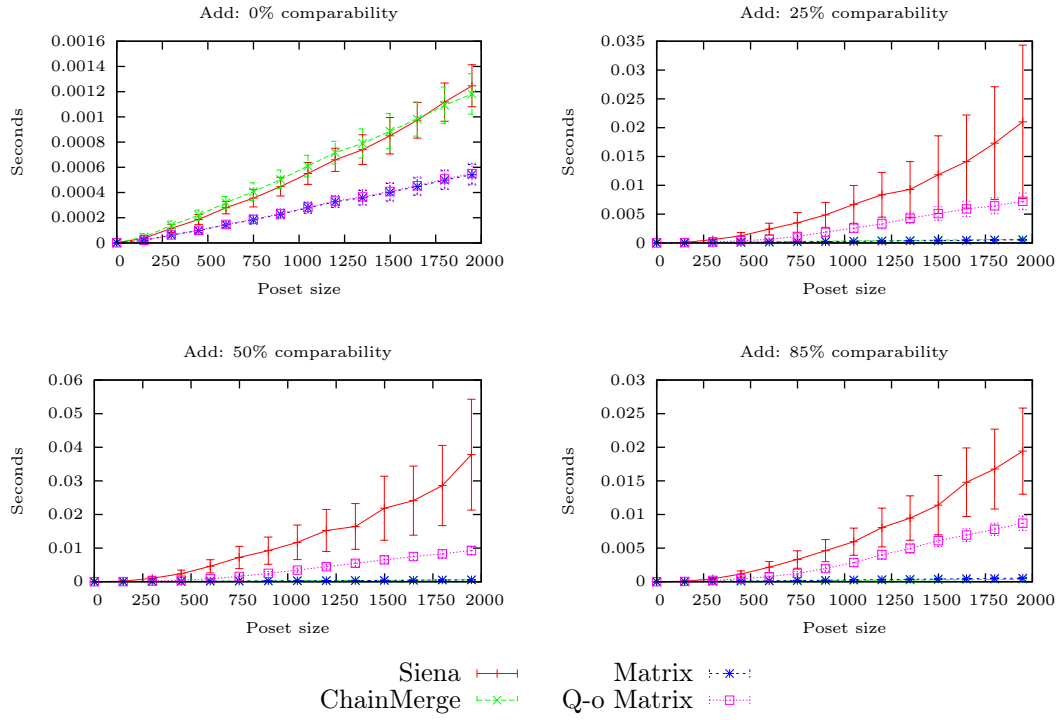 Add: 0% comparability
0.0016
0.0014
0.0012
0.001
0.0008
0.0006
0.0004
0.0002
0
Seconds
0 250 500 750 1000 1250 1500 1750 2000
Poset size
Add: 25% comparability
0.035
0.03
0.025
0.02
0.015
0.01
0.005
0
Seconds
0 250 500 750 1000 1250 1500 1750 2000
Poset size
Add: 50% comparability
0.06
0.05
0.04
0.03
0.02
0.01
0
Seconds
0 250 500 750 1000 1250 1500 1750 2000
Poset size
Add: 85% comparability
0.03
0.025
0.02
0.015
0.01
0.005
0
Seconds
0 250 500 750 1000 1250 1500 1750 2000
Poset size
Siena
ChainMerge
Matrix
Q-o Matrix